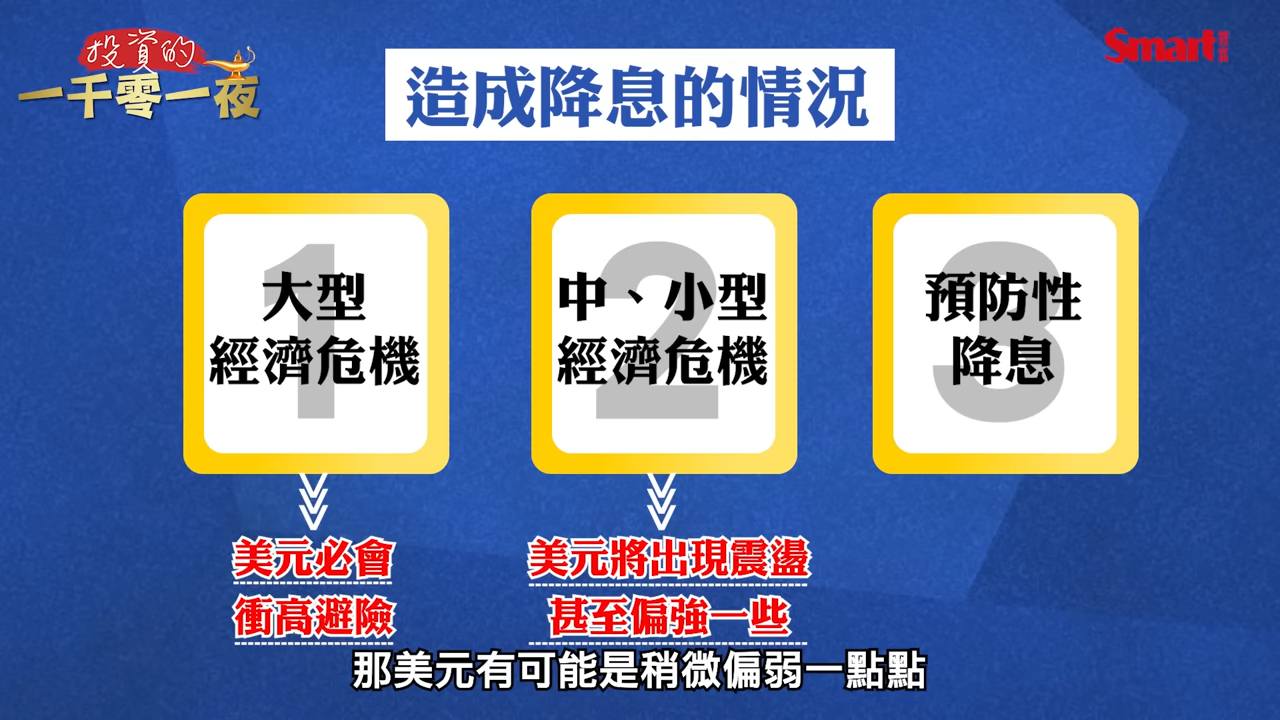 投資的
一千零一夜
Smart
造成降息的情況
1
大型
經濟危機
2
中、小型
經濟危機
3
預防性
降息
美元必會
衝高避險
美元將出現震盪
甚至偏強一些
那美元有可能是稍微偏弱一點點